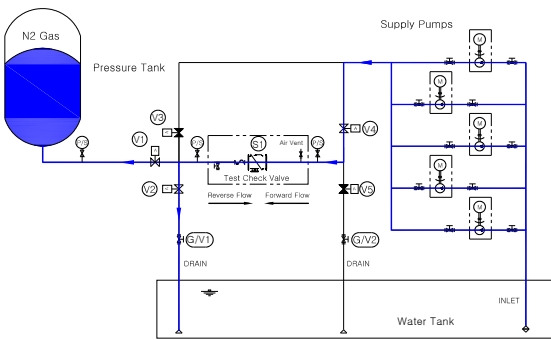 Supply Pumps
N2 Gas
Pressure Tank
M
M
M
M
M
V3
V1
P/S
P/S
S1
Air Vent
P/S
V4
Test Check Valve
V2
V5
Reverse Flow
Forward Flow
G/V1
G/V2
DRAIN
DRAIN
INLET
Water Tank